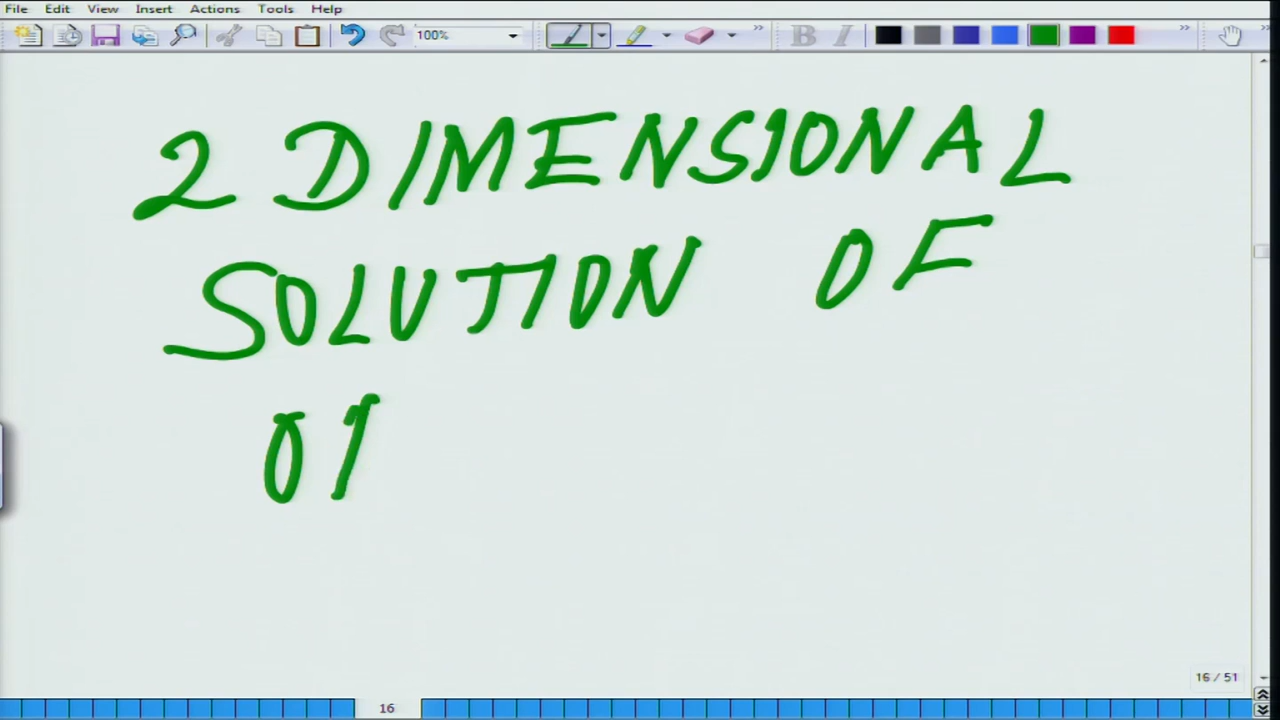 File Edit View Insert Actions Tools Help
100%
B I
2 DIMENSIONAL
SOLUTION OF
16 / 51
16